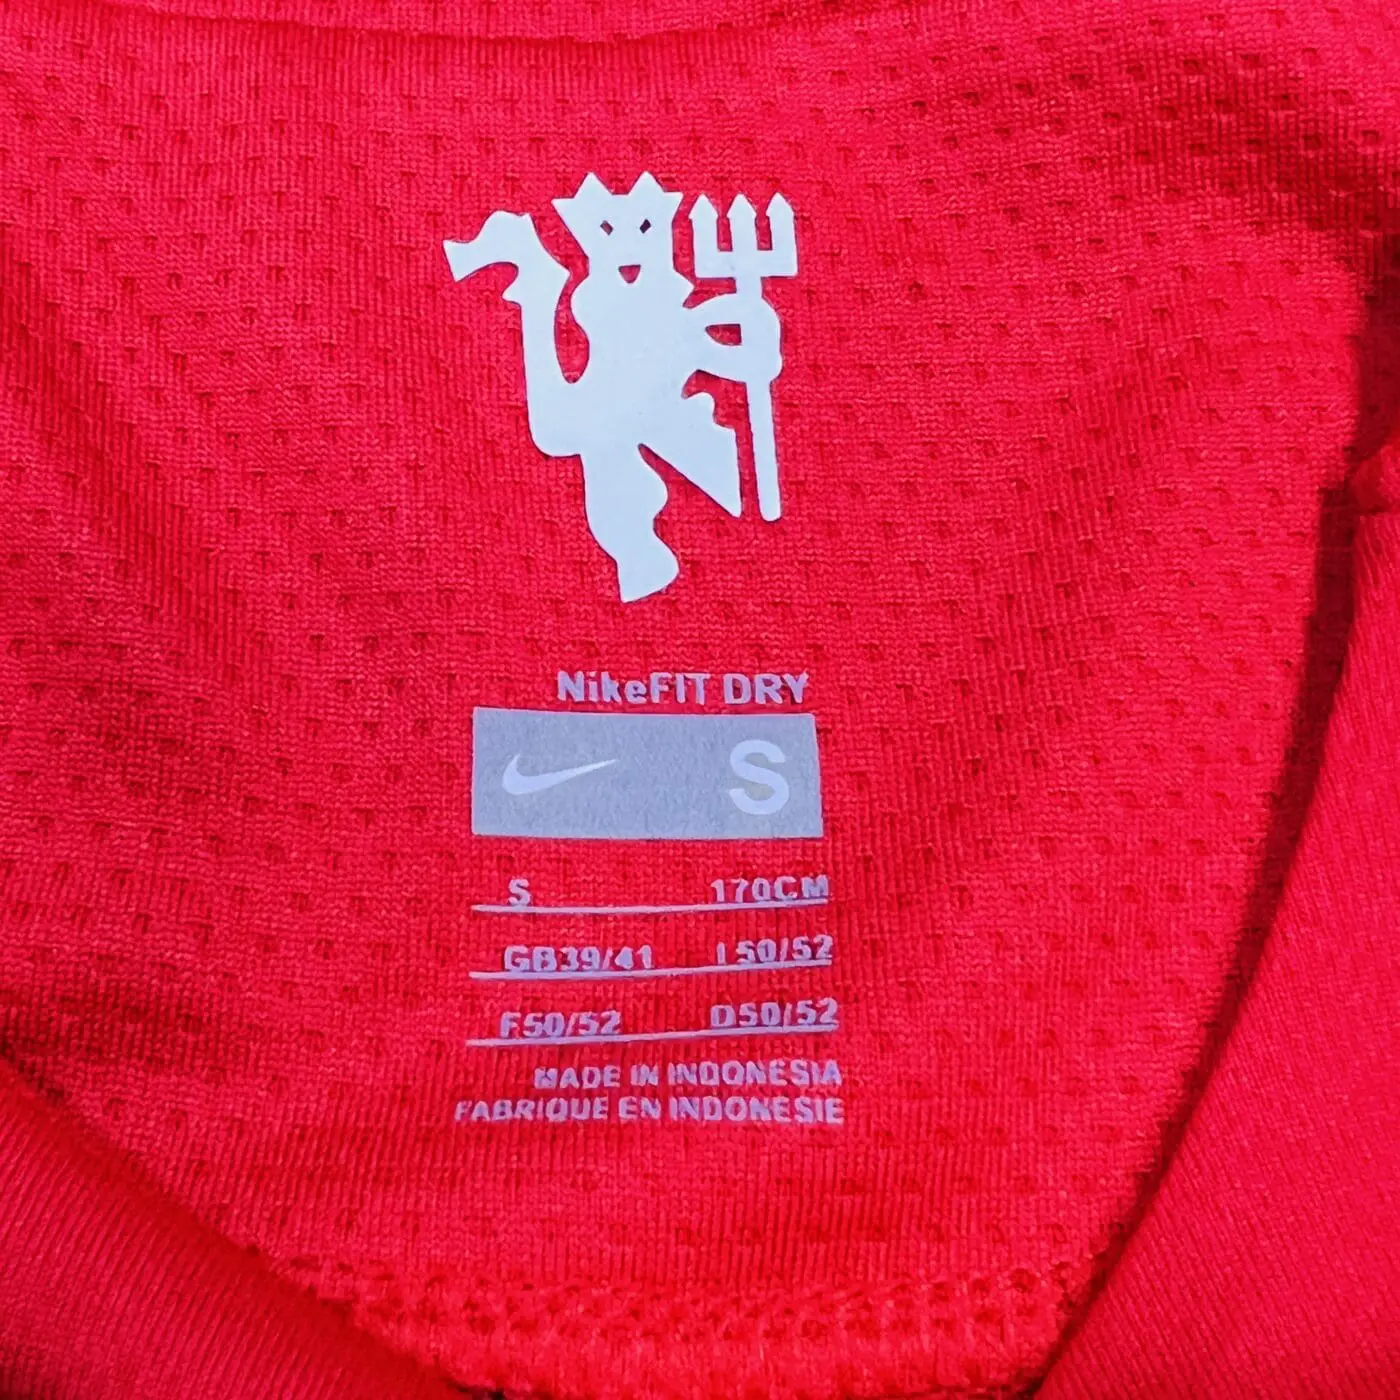 NikeFIT DRY
S
S 170CM
GB39/41 I 50/52
F50/52 D50/52
MADE IN INDONESIA
FABRIQUE EN INDONESIE